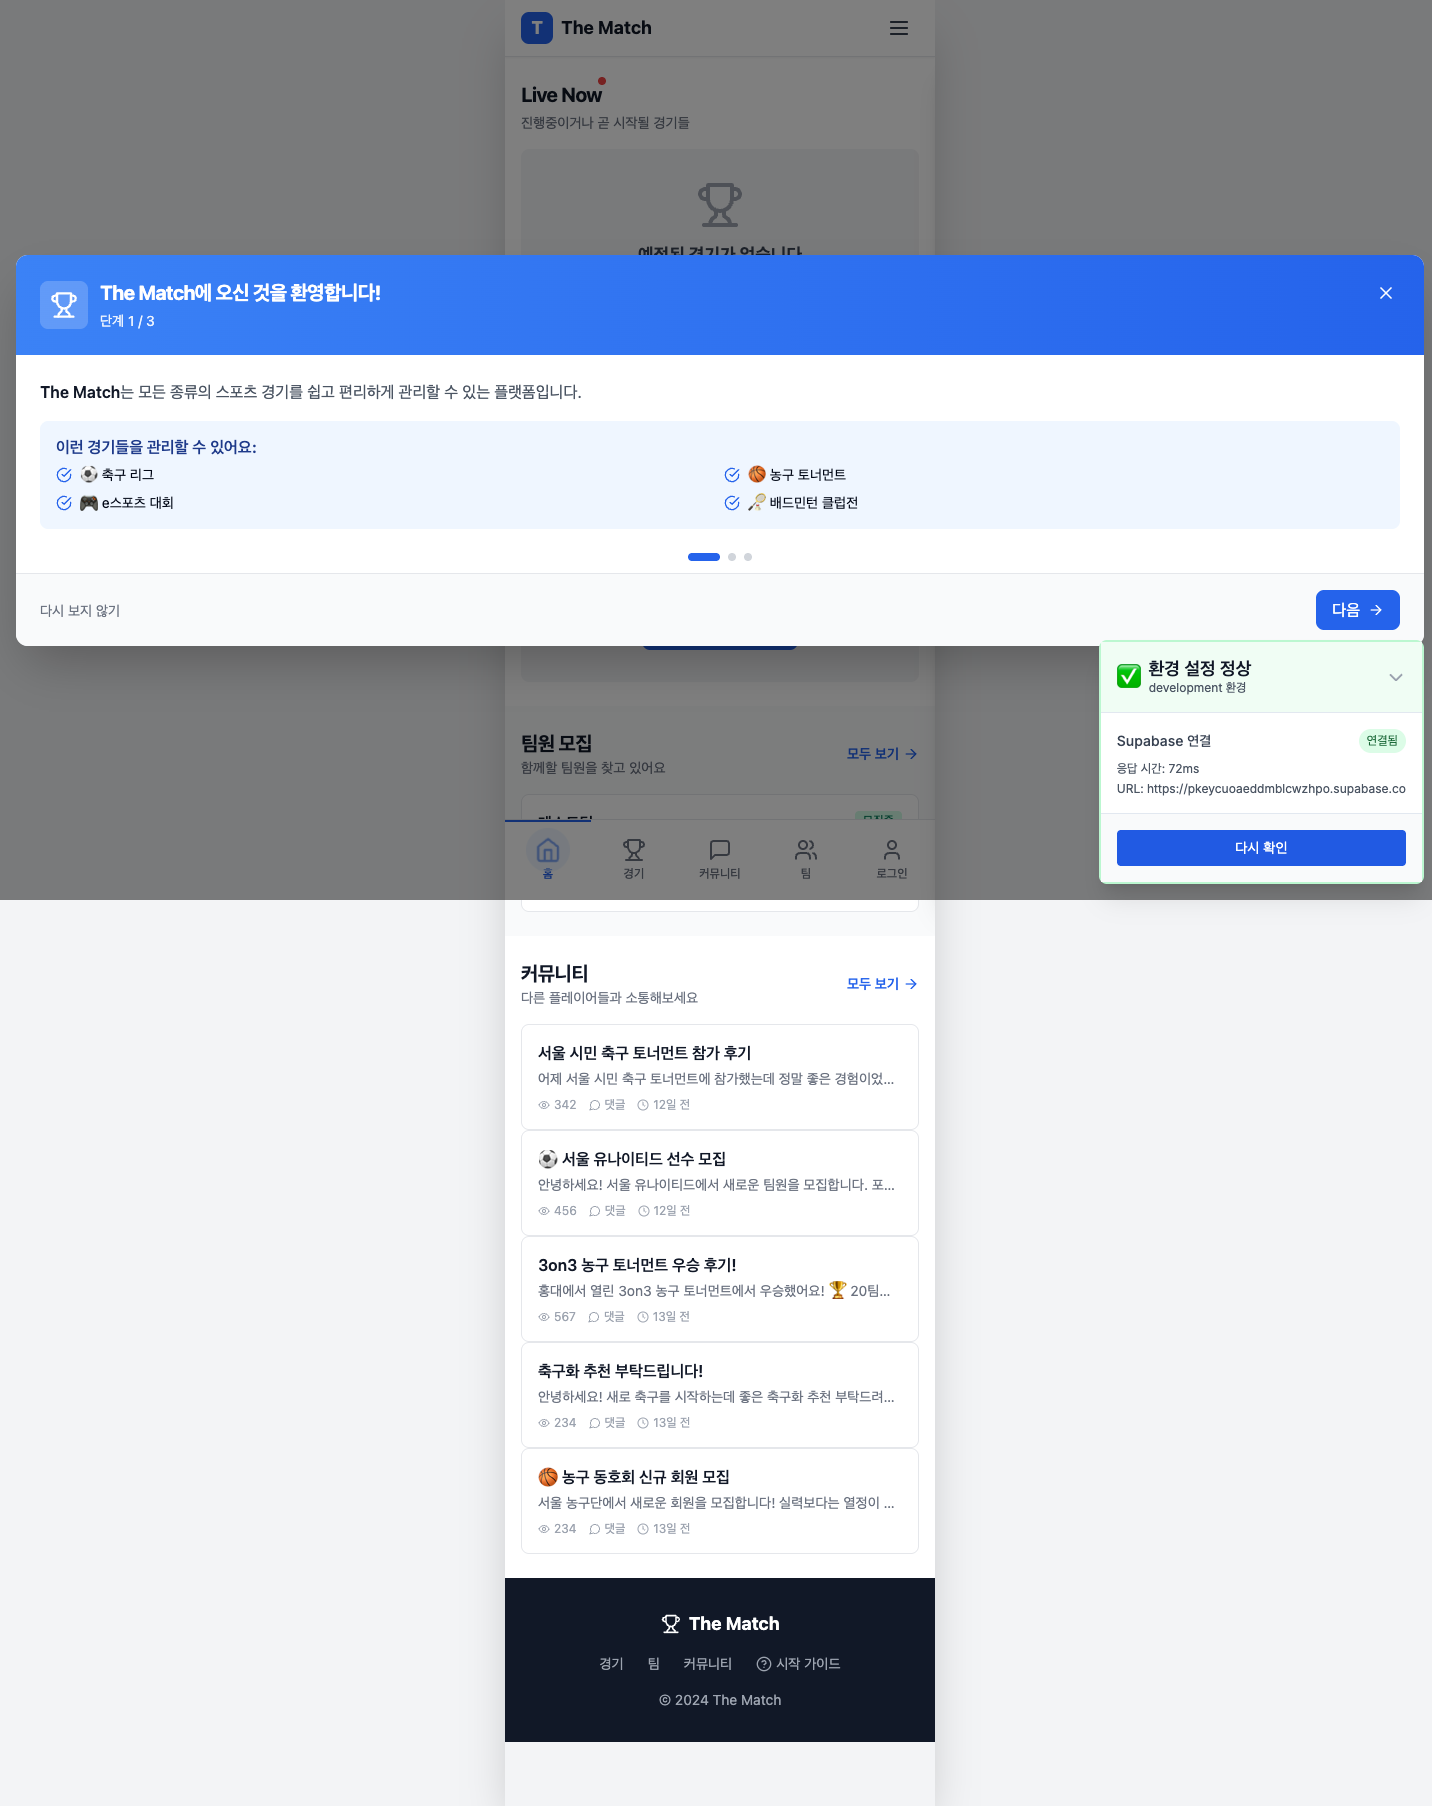 T The Match
Live Now
진행중이거나 곧 시작될 경기들
예정된 경기가 없습니다
The Match에 오신 것을 환영합니다!
단계 1 / 3
The Match는 모든 종류의 스포츠 경기를 쉽고 편리하게 관리할 수 있는 플랫폼입니다.
이런 경기들을 관리할 수 있어요:
⚽ 축구 리그
🏀 농구 토너먼트
🎮 e스포츠 대회
🏸 배드민턴 클럽전
다시 보지 않기
다음
✅ 환경 설정 정상
development 환경
Supabase 연결
연결됨
응답 시간: 72ms
URL: https://pkeycuoaeddmblcwzhpo.supabase.co
다시 확인
팀원 모집
함께할 팀원을 찾고 있어요
모두 보기
홈
경기
커뮤니티
팀
로그인
커뮤니티
다른 플레이어들과 소통해보세요
모두 보기
서울 시민 축구 토너먼트 참가 후기
어제 서울 시민 축구 토너먼트에 참가했는데 정말 좋은 경험이었...
342 댓글 12일 전
⚽ 서울 유나이티드 선수 모집
안녕하세요! 서울 유나이티드에서 새로운 팀원을 모집합니다. 포...
456 댓글 12일 전
3on3 농구 토너먼트 우승 후기!
홍대에서 열린 3on3 농구 토너먼트에서 우승했어요! 🏆 20팀...
567 댓글 13일 전
축구화 추천 부탁드립니다!
안녕하세요! 새로 축구를 시작하는데 좋은 축구화 추천 부탁드려...
234 댓글 13일 전
🏀 농구 동호회 신규 회원 모집
서울 농구단에서 새로운 회원을 모집합니다! 실력보다는 열정이 ...
234 댓글 13일 전
The Match
경기 팀 커뮤니티 시작 가이드
© 2024 The Match